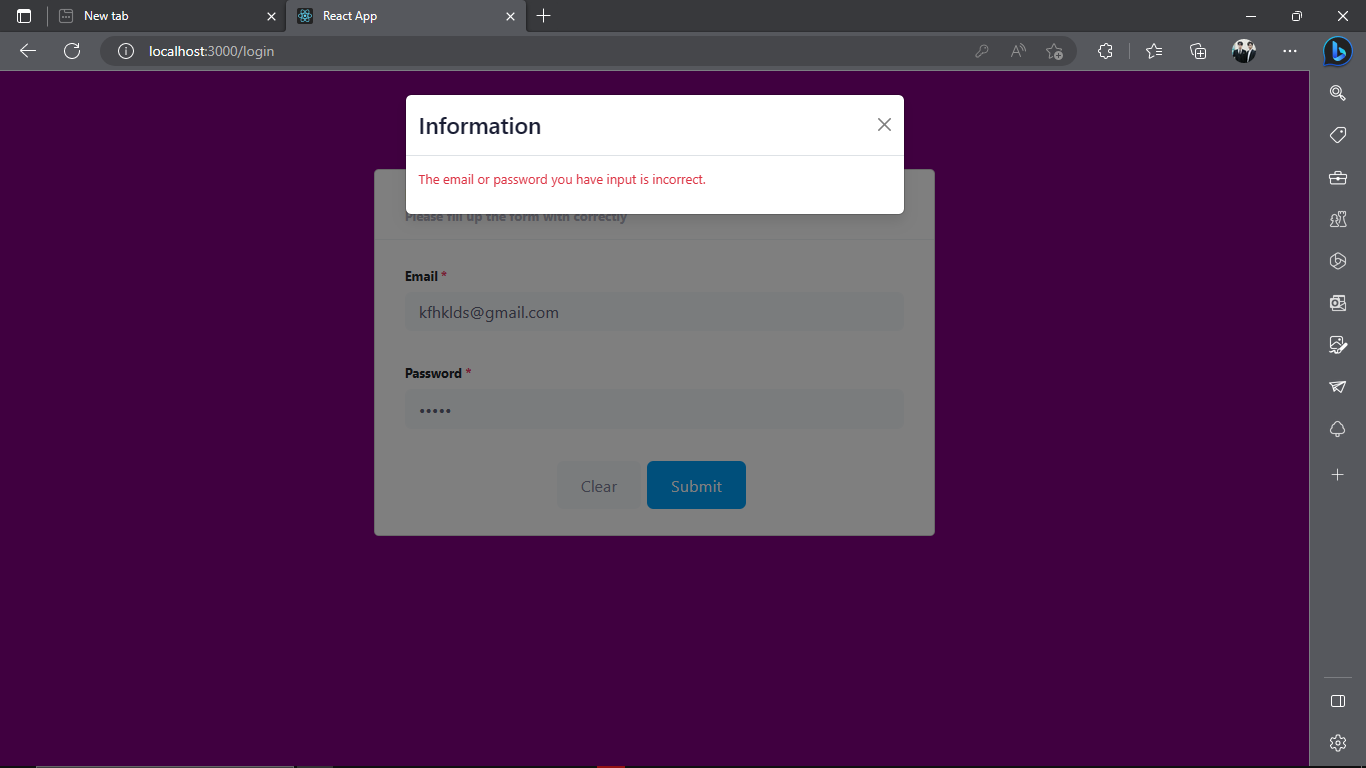 New tab
React App
localhost:3000/login
Information
The email or password you have input is incorrect.
Please fill up the form with correctly
Email *
kfhklds@gmail.com
Password *
•••••
Clear
Submit